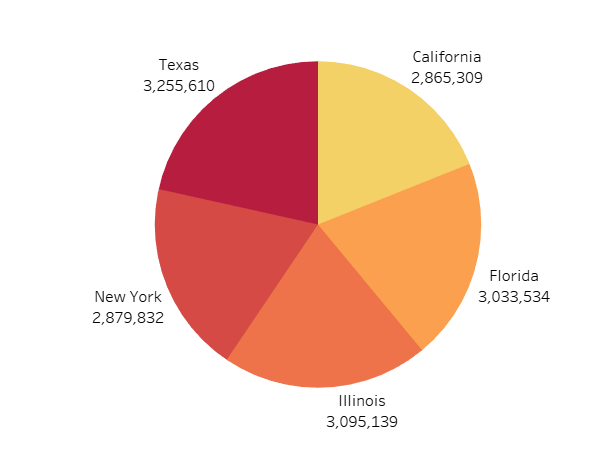 Texas
3,255,610
California
2,865,309
Florida
3,033,534
New York
2,879,832
Illinois
3,095,139